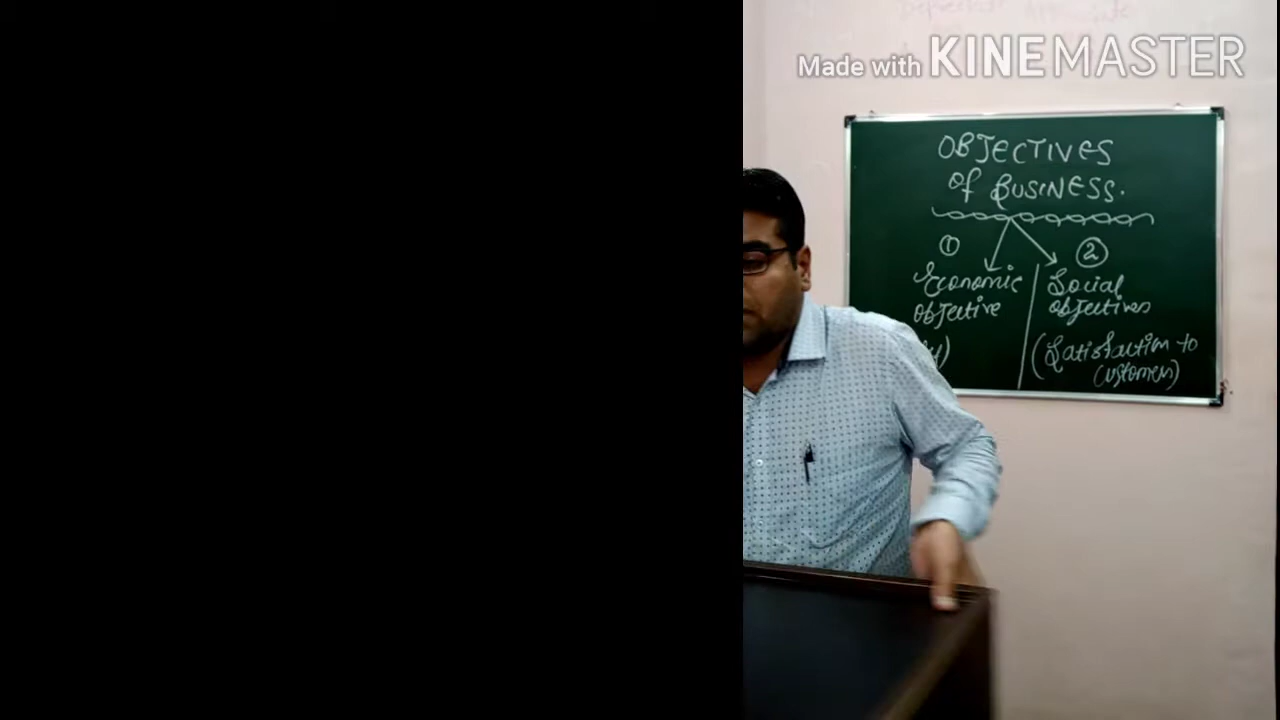 Made with KINEMASTER
OBJECTIVES
Of BUSINESS.
① ②
Economic Social
objective objectives
(Satisfaction to
Customers)